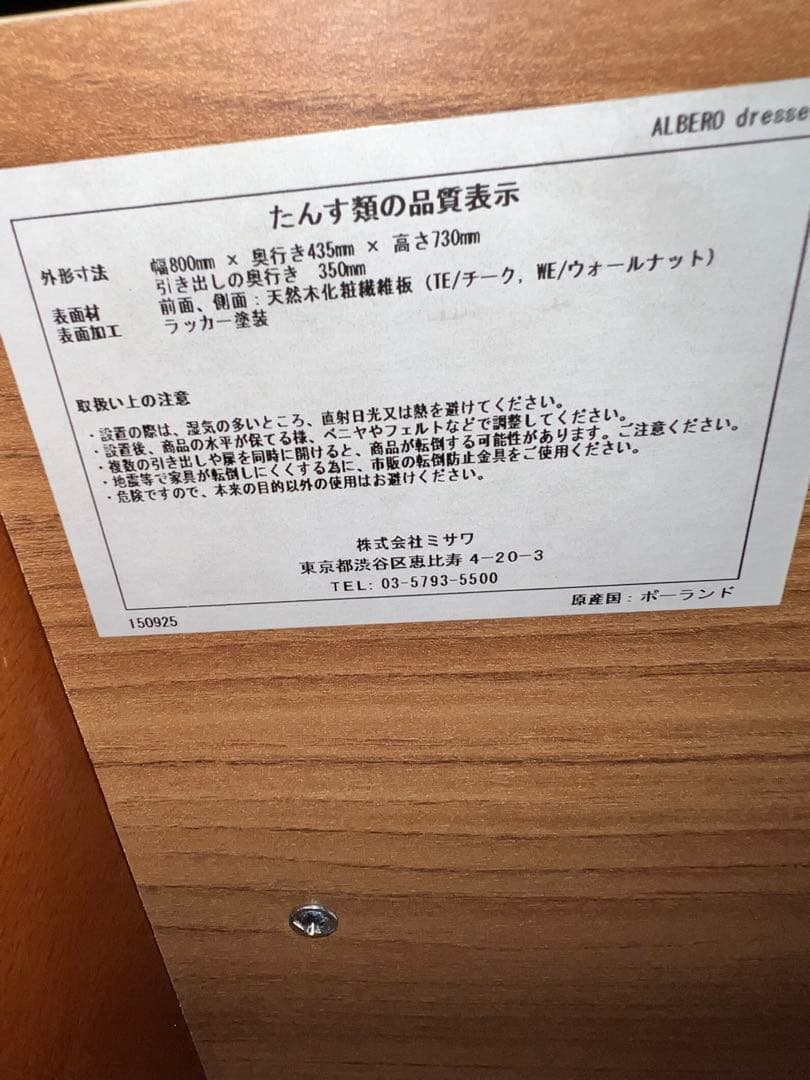 ALBERO dresse
たんす類の品質表示
外形寸法 幅800mm × 奥行き435mm × 高さ730mm
引き出しの奥行き 350mm
表面材 前面、側面：天然木化粧繊維板（TE/チーク, WE/ウォールナット）
表面加工 ラッカー塗装
取扱い上の注意
・設置の際は、湿気の多いところ、直射日光又は熱を避けてください。
・設置後、商品の水平が保てる様、ベニヤやフェルトなどで調整してください。
・複数の引き出しや扉を同時に開けると、商品が転倒する可能性があります。ご注意ください。
・地震等で家具が転倒しにくくする為に、市販の転倒防止金具をご使用ください。
・危険ですので、本来の目的以外の使用はお避けください。
株式会社ミサワ
東京都渋谷区恵比寿 4-20-3
TEL: 03-5793-5500
150925
原産国：ポーランド